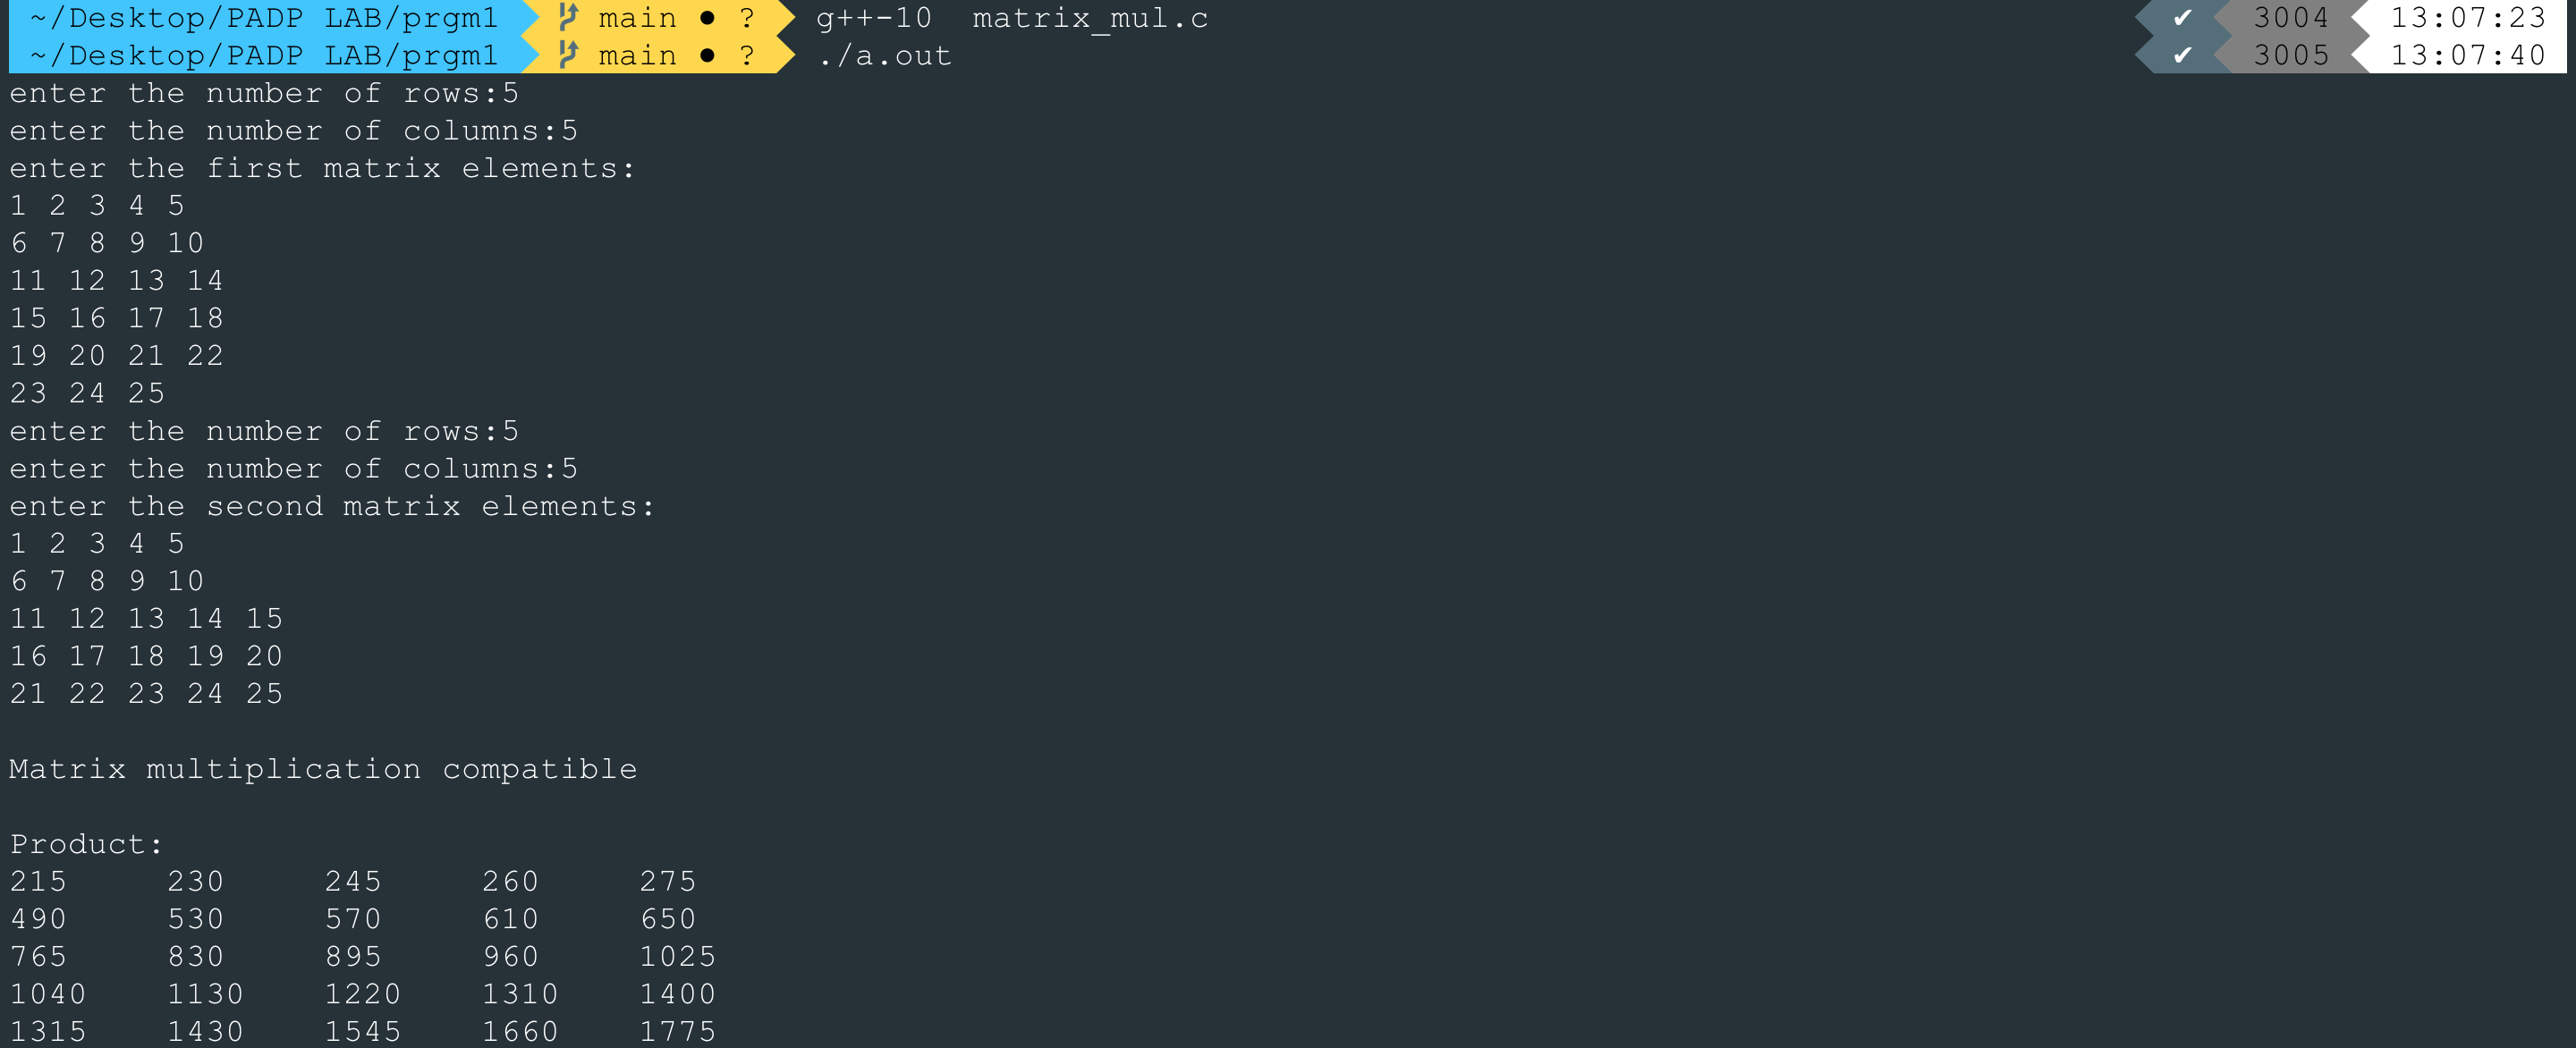 ~/Desktop/PADP LAB/prgm1 main ● ? g++-10  matrix_mul.c ✔ 3004 13:07:23
~/Desktop/PADP LAB/prgm1 main ● ? ./a.out ✔ 3005 13:07:40
enter the number of rows:5
enter the number of columns:5
enter the first matrix elements:
1 2 3 4 5
6 7 8 9 10
11 12 13 14
15 16 17 18
19 20 21 22
23 24 25
enter the number of rows:5
enter the number of columns:5
enter the second matrix elements:
1 2 3 4 5
6 7 8 9 10
11 12 13 14 15
16 17 18 19 20
21 22 23 24 25
Matrix multiplication compatible
Product:
215 230 245 260 275
490 530 570 610 650
765 830 895 960 1025
1040 1130 1220 1310 1400
1315 1430 1545 1660 1775